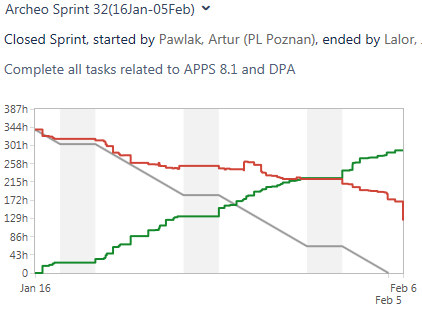 Archeo Sprint 32(16Jan-05Feb)
Closed Sprint, started by Pawlak, Artur (PL Poznan), ended by Lalor, .
Complete all tasks related to APPS 8.1 and DPA
387h
344h
301h
258h
215h
172h
129h
86h
43h
0
Jan 16
Feb 6
Feb 5